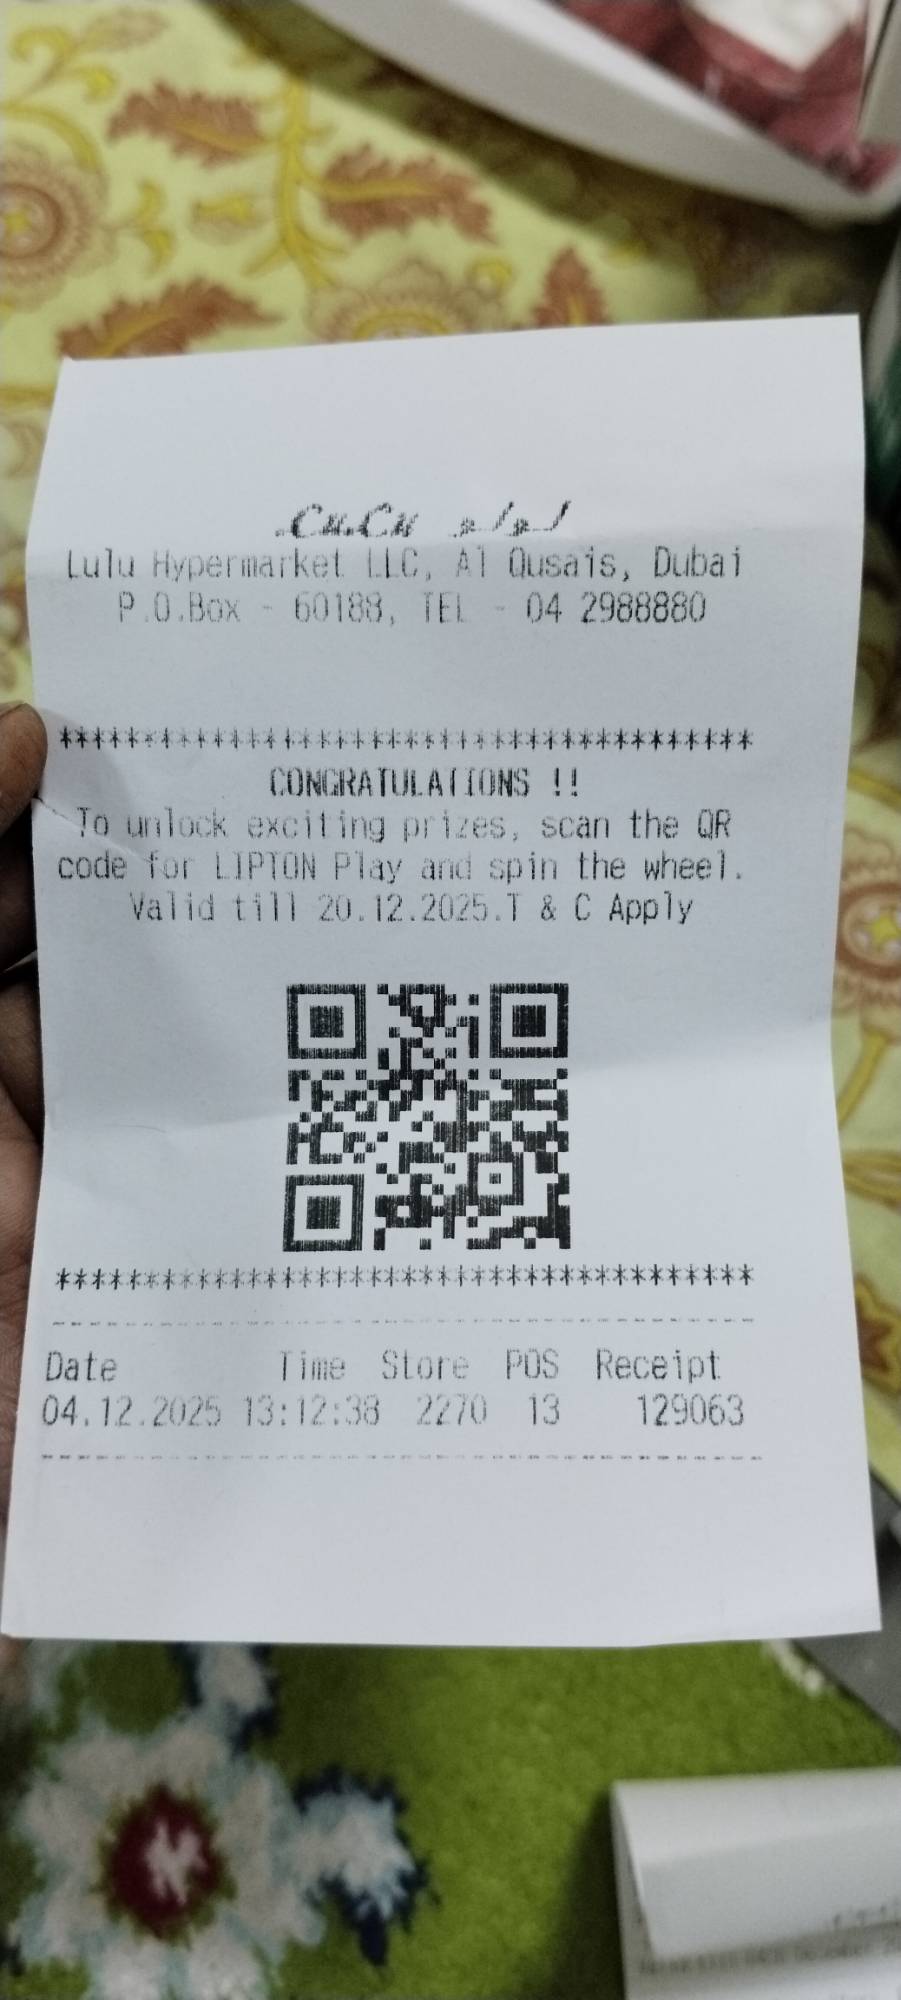 Lulu Hypermarket LLC, Al Qusais, Dubai
P.O.Box - 60188, TEL - 04 2988880
****************************************
CONGRATULATIONS !!
To unlock exciting prizes, scan the QR
code for LIPTON Play and spin the wheel.
Valid till 20.12.2025.T & C Apply
****************************************
Date Time Store POS Receipt
04.12.2025 13:12:38 2270 13 129063